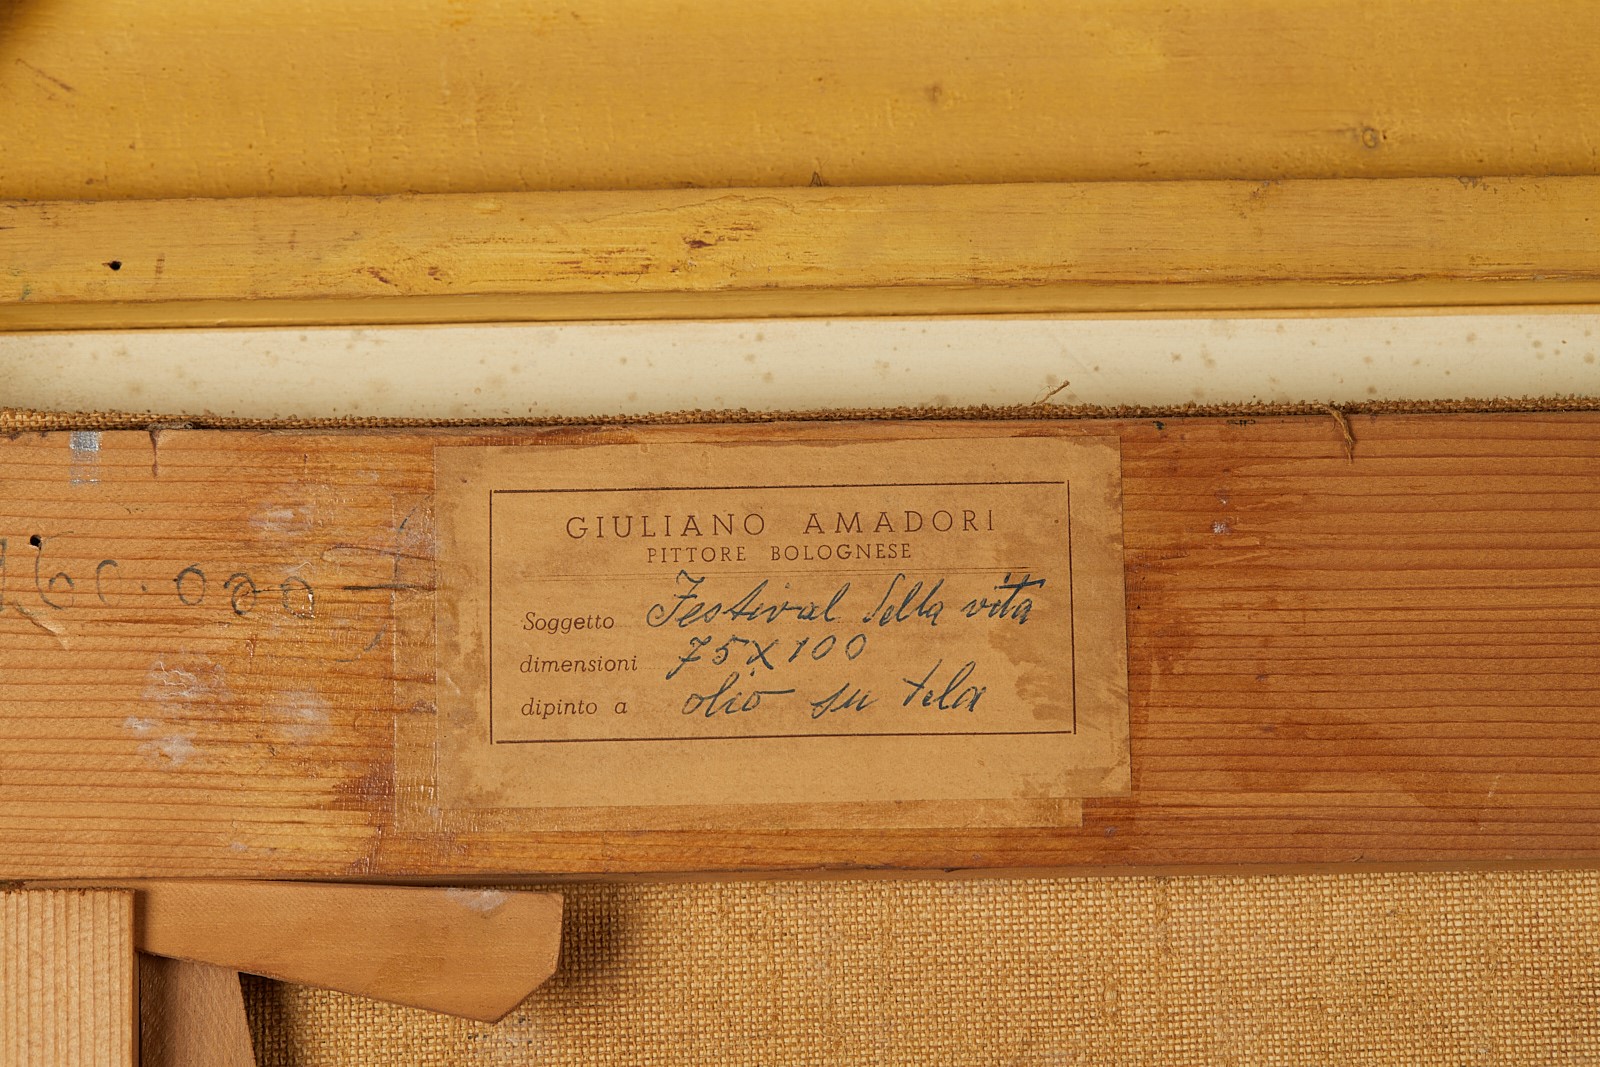 GIULIANO AMADORI
PITTORE BOLOGNESE
Soggetto Festival della vita
dimensioni 75x100
dipinto a olio su tela